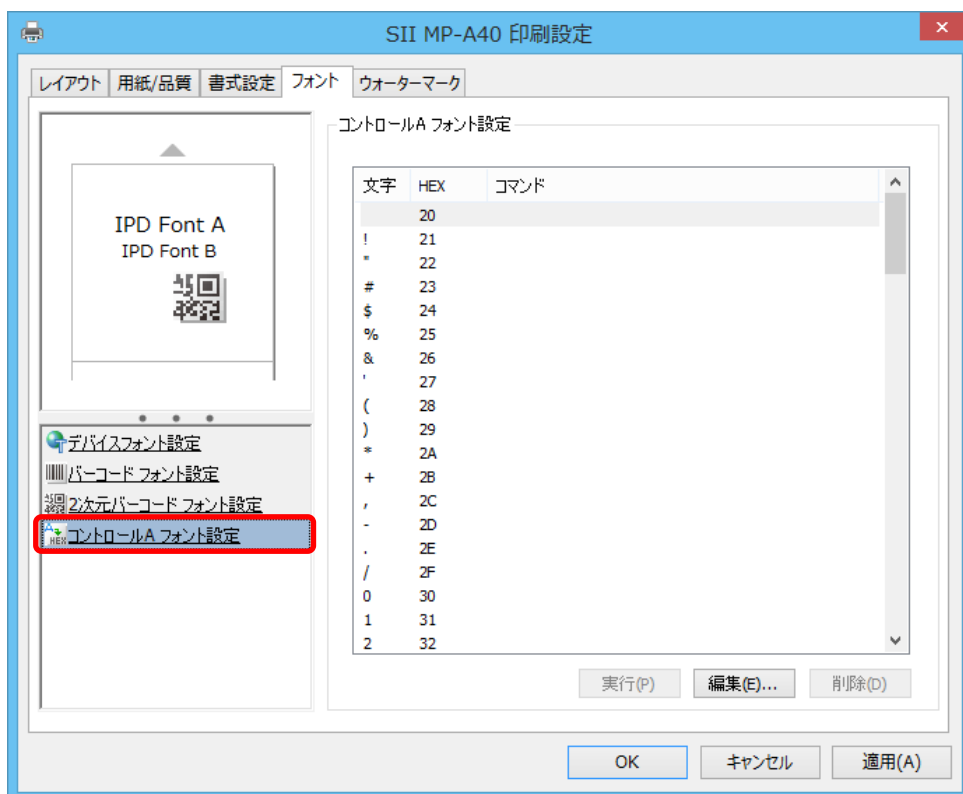 SII MP-A40 印刷設定
レイアウト 用紙/品質 書式設定 フォント ウォーターマーク
IPD Font A
IPD Font B
デバイスフォント設定
バーコード フォント設定
2次元バーコード フォント設定
コントロールA フォント設定
コントロールA フォント設定
文字 HEX コマンド
20
! 21
" 22
# 23
$ 24
% 25
& 26
' 27
( 28
) 29
* 2A
+ 2B
, 2C
- 2D
. 2E
/ 2F
0 30
1 31
2 32
実行(P) 編集(E)... 削除(D)
OK キャンセル 適用(A)